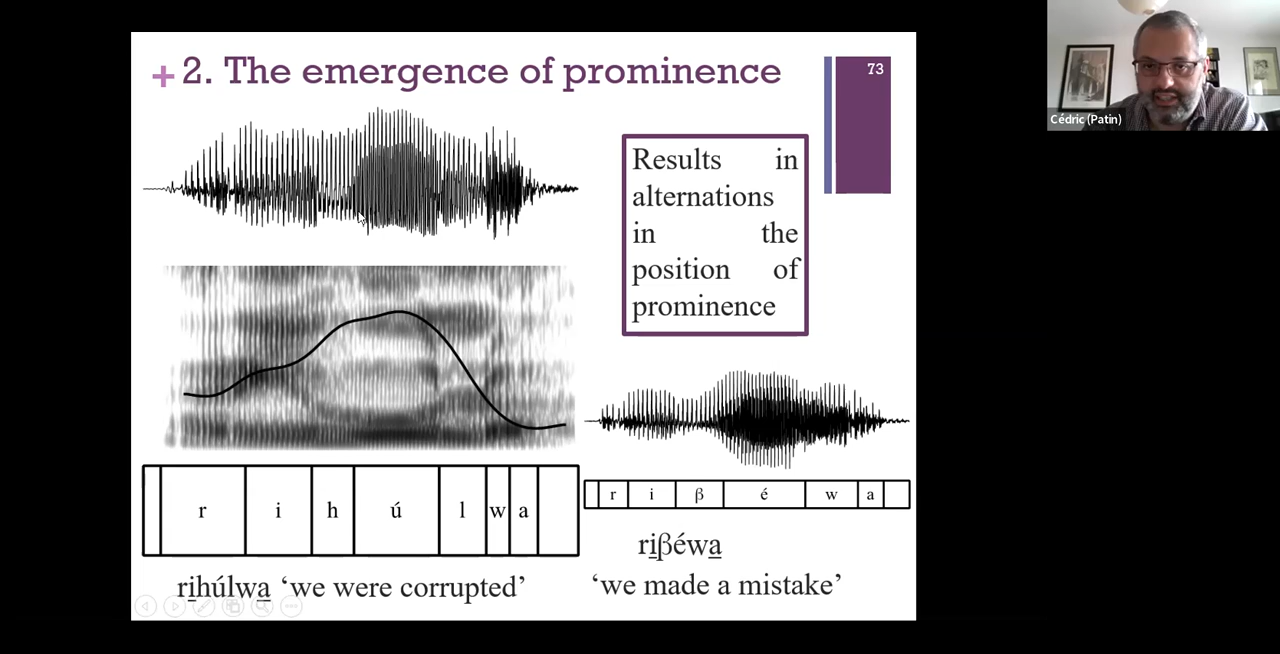 + 2. The emergence of prominence
73
Results in
alternations
in the
position of
prominence
r i h ú l w a
rihúlwa ‘we were corrupted’
r i β é w a
riβéwa
‘we made a mistake’
Cédric (Patin)